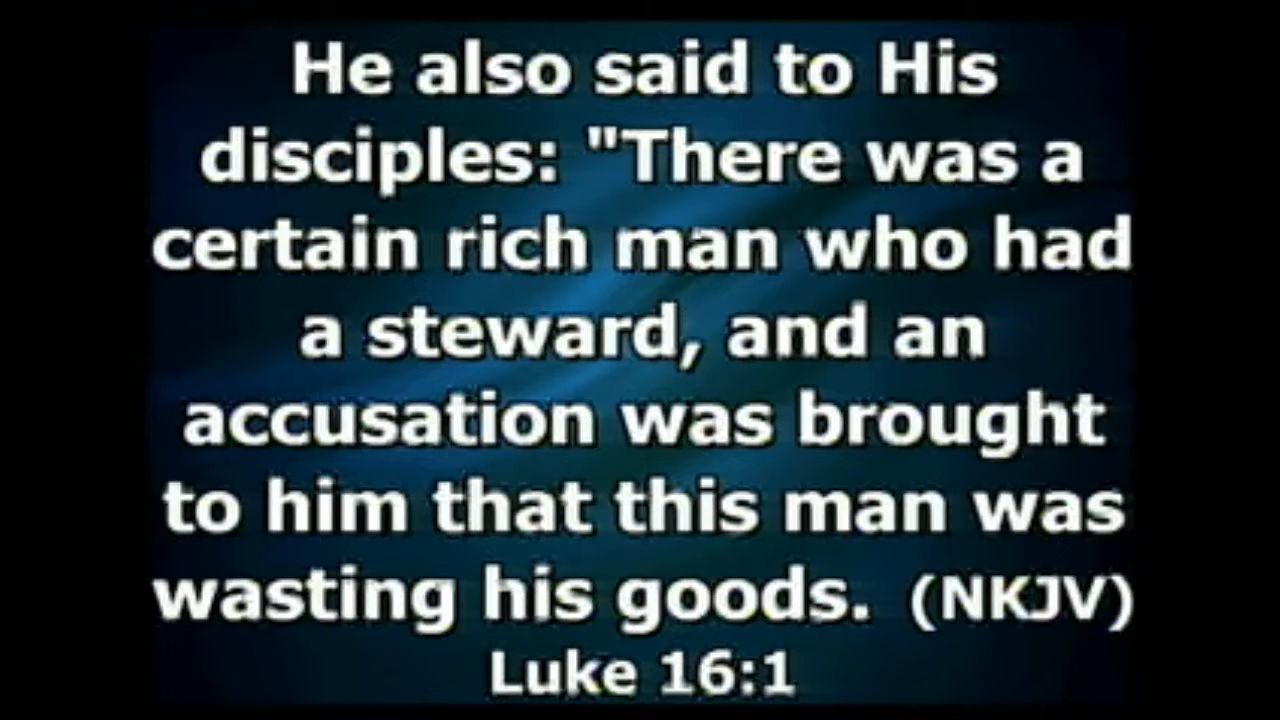 He also said to His
disciples: "There was a
certain rich man who had
a steward, and an
accusation was brought
to him that this man was
wasting his goods. (NKJV)
Luke 16:1